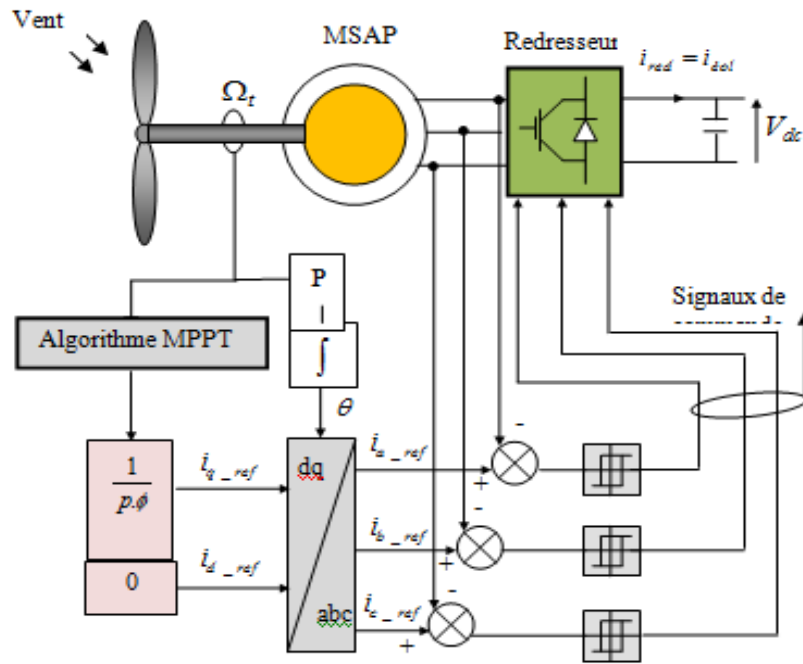 Vent
MSAP
Redresseur
i_red = i_dol
Ω_t
V_dc
P
∫
Signaux de
Algorithme MPPT
θ
1
p.ϕ
i_q_ref
dq
i_a_ref
-
+
i_b_ref
-
+
0
i_d_ref
abc
i_c_ref
-
+